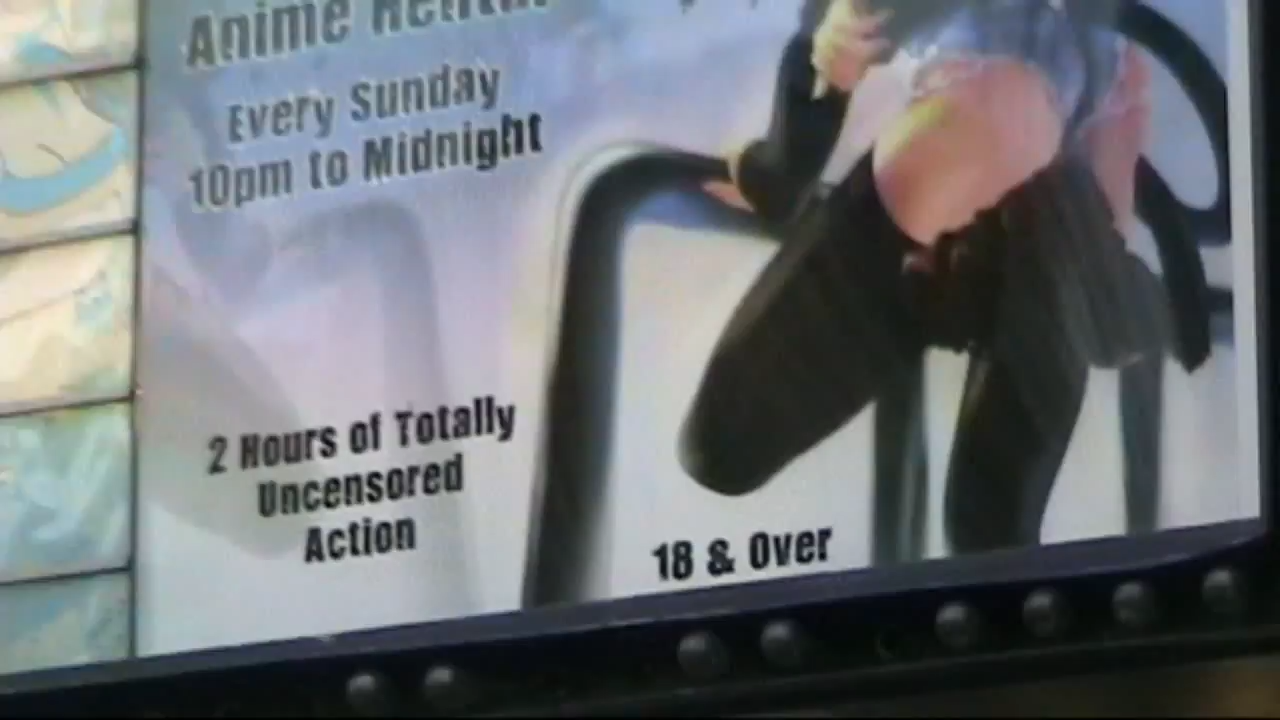 Anime
Every Sunday
10pm to Midnight
2 Hours of Totally
Uncensored
Action
18 & Over